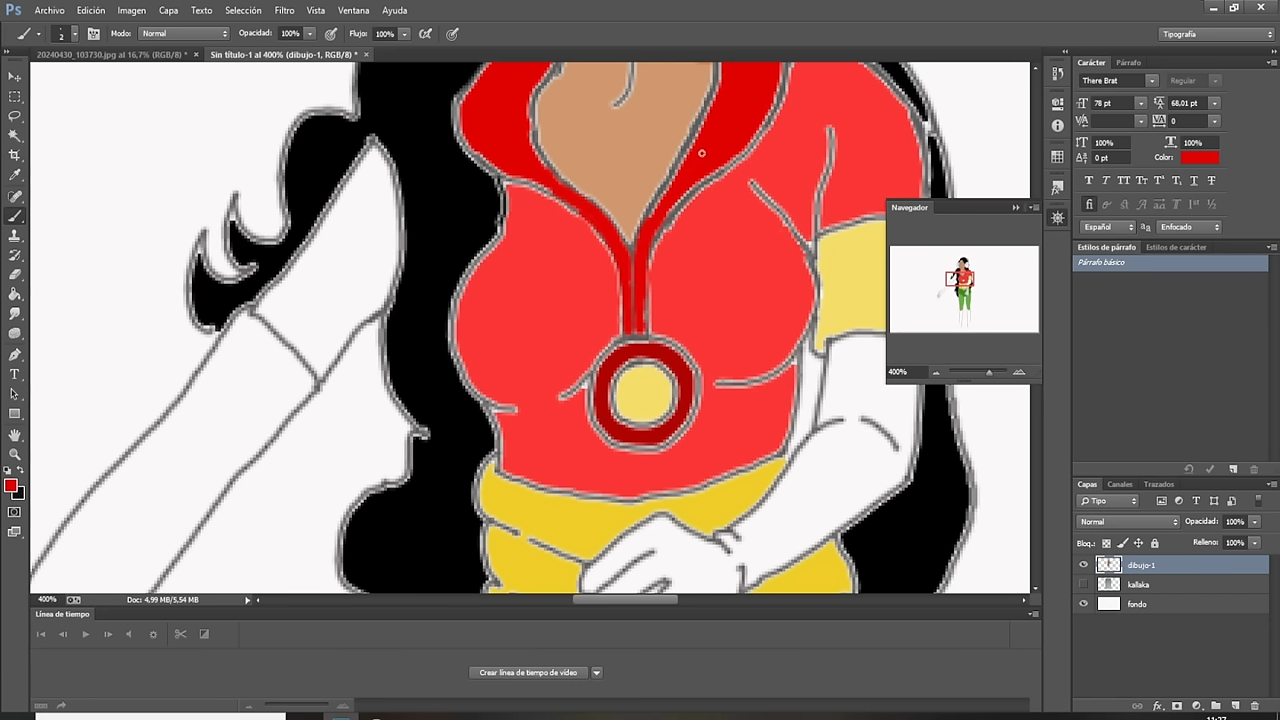 Ps Archivo Edición Imagen Capa Texto Selección Filtro Vista Ventana Ayuda
2 Modo: Normal Opacidad: 100% Flujo: 100% Tipografía
20240430_103730.jpg al 16,7% (RGB/8) * × Sin título-1 al 400% (dibujo-1, RGB/8) * ×
Carácter Párrafo
There Brat Regular
78 pt 68,01 pt
0
100% 100%
0 pt Color:
Español Enfocado
Estilos de párrafo Estilos de carácter
Párrafo básico
Navegador
400%
Capas Canales Trazados
Tipo
Normal Opacidad: 100%
Bloq.: Relleno: 100%
dibujo-1
kallaka
fondo
400% Doc: 4,99 MB/5,54 MB
Línea de tiempo
Crear línea de tiempo de vídeo